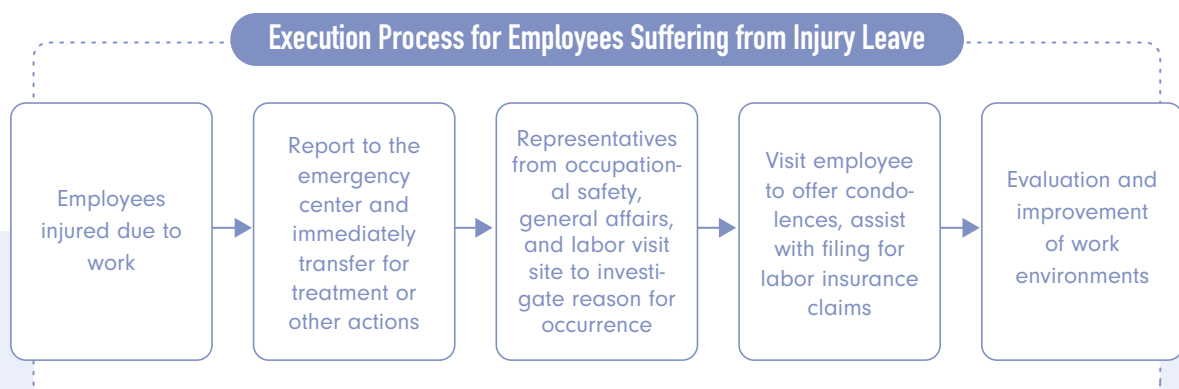 Execution Process for Employees Suffering from Injury Leave
Employees
injured due to
work
Report to the
emergency
center and
immediately
transfer for
treatment or
other actions
Representatives
from occupation-
al safety,
general affairs,
and labor visit
site to investi-
gate reason for
occurrence
Visit employee
to offer condo-
lences, assist
with filing for
labor insurance
claims
Evaluation and
improvement
of work
environments